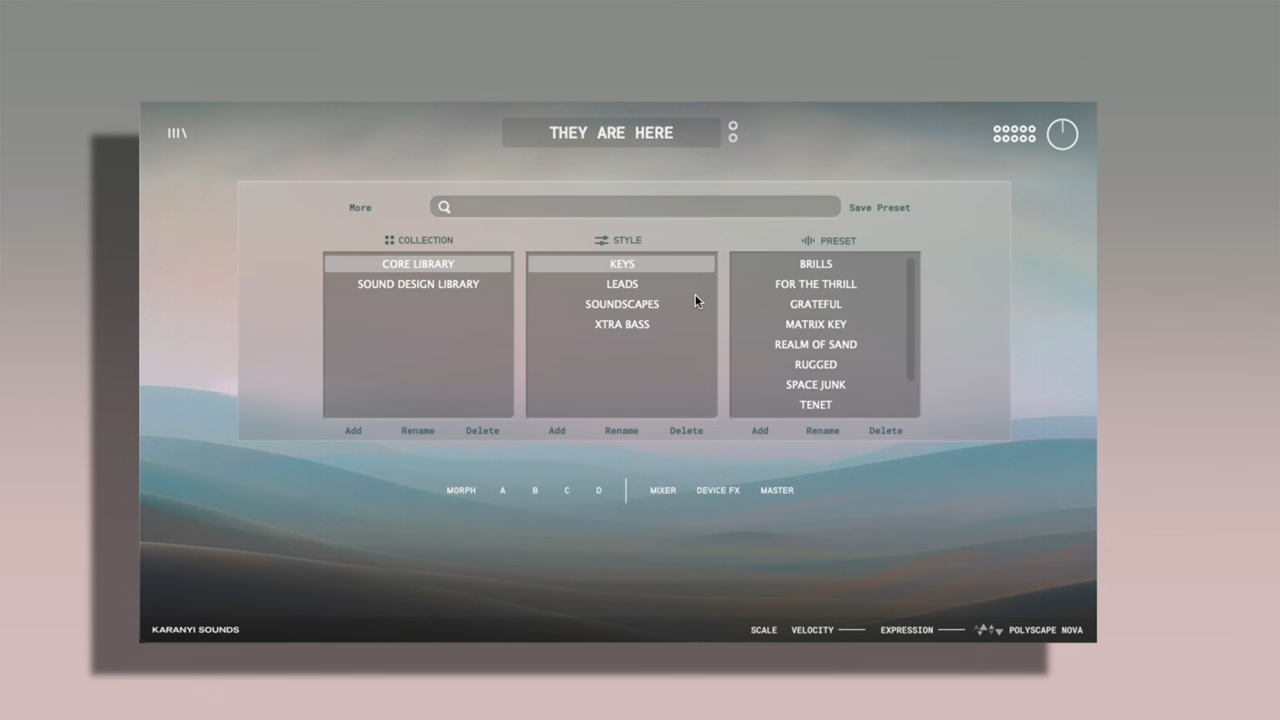 THEY ARE HERE
More
Save Preset
COLLECTION
STYLE
PRESET
CORE LIBRARY
SOUND DESIGN LIBRARY
KEYS
LEADS
SOUNDSCAPES
XTRA BASS
BRILLS
FOR THE THRILL
GRATEFUL
MATRIX KEY
REALM OF SAND
RUGGED
SPACE JUNK
TENET
Add Rename Delete
Add Rename Delete
Add Rename Delete
MORPH A B C D MIXER DEVICE FX MASTER
KARANYI SOUNDS
SCALE VELOCITY EXPRESSION POLYSCAPE NOVA